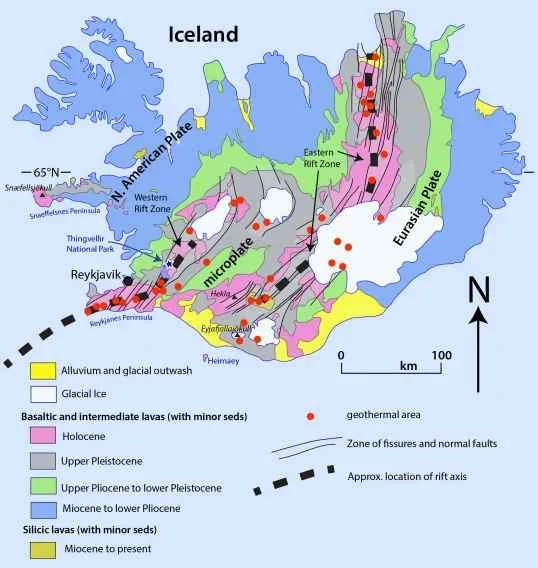 Iceland
N. American Plate
65°N
Snæfellsjökull
Snaeffelsnes Peninsula
Western
Rift Zone
Eastern
Rift Zone
Eurasian Plate
Thingvellir
National Park
microplate
Reykjavik
Hekla
Reykjanes Peninsula
Eyjafjallajökull
Heimaey
N
0
100
km
Alluvium and glacial outwash
Glacial Ice
Basaltic and intermediate lavas (with minor seds)
Holocene
Upper Pleistocene
Upper Pliocene to lower Pleistocene
Miocene to lower Pliocene
Silicic lavas (with minor seds)
Miocene to present
geothermal area
Zone of fissures and normal faults
Approx. location of rift axis